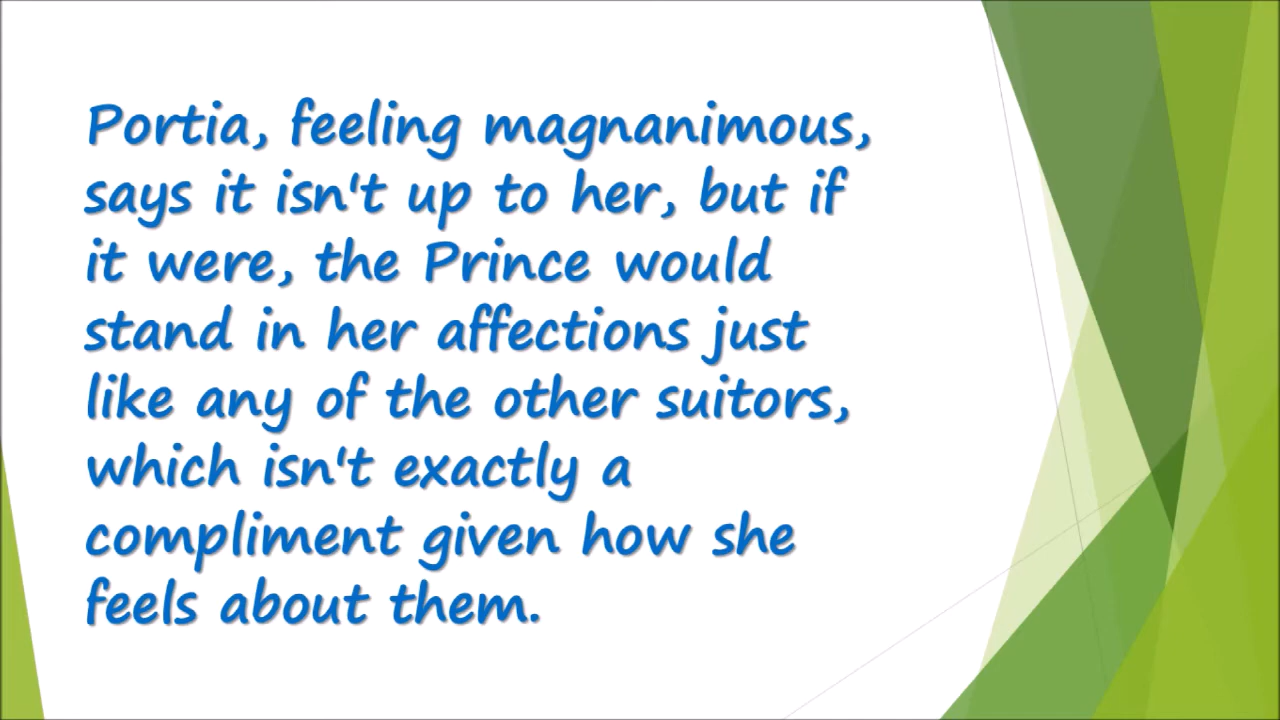 Portia, feeling magnanimous,
says it isn't up to her, but if
it were, the Prince would
stand in her affections just
like any of the other suitors,
which isn't exactly a
compliment given how she
feels about them.